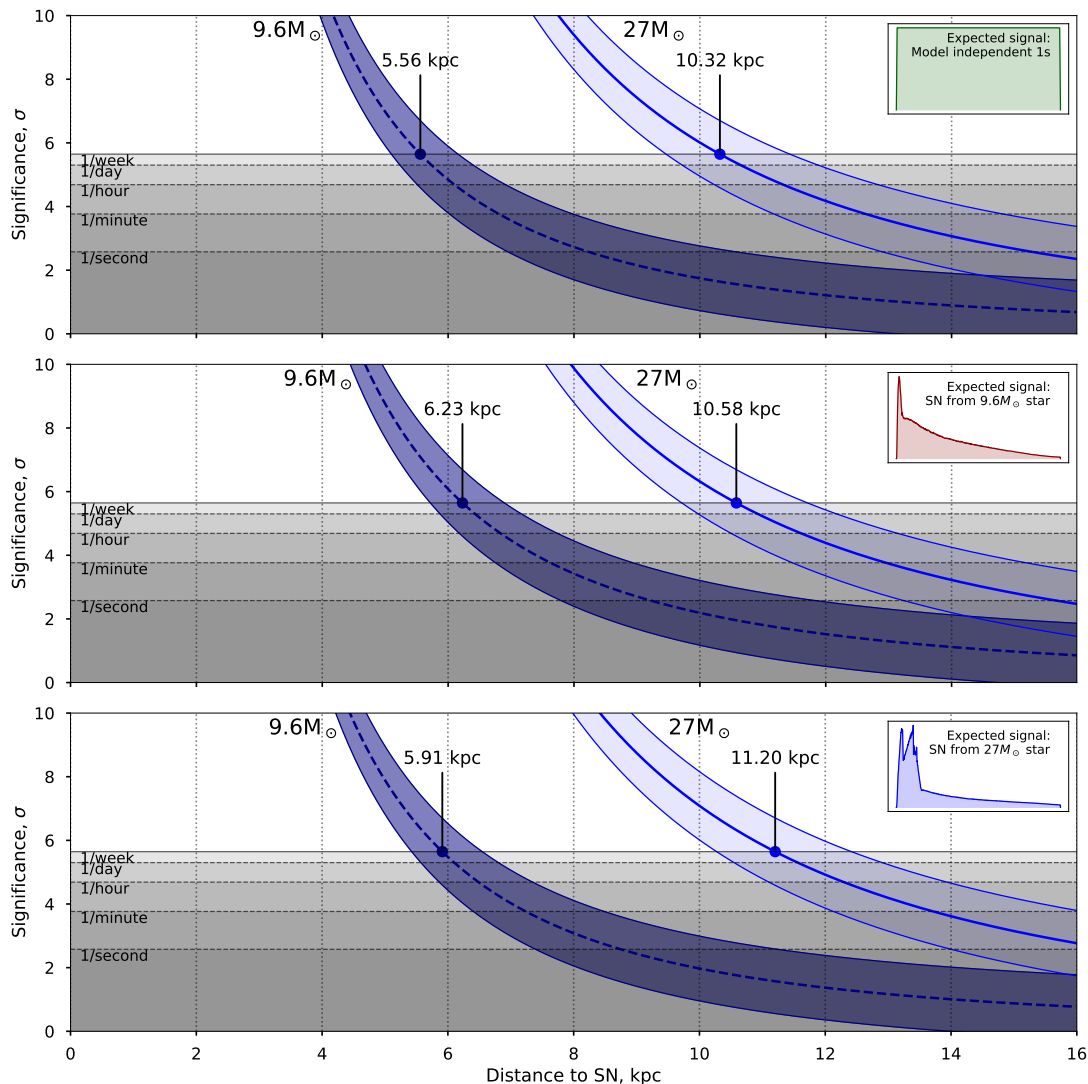 10
8
6
4
2
0
Significance, σ
9.6M⊙
27M⊙
5.56 kpc
10.32 kpc
Expected signal:
Model independent 1s
1/week
1/day
1/hour
1/minute
1/second
10
8
6
4
2
0
Significance, σ
9.6M⊙
27M⊙
6.23 kpc
10.58 kpc
Expected signal:
SN from 9.6M⊙ star
1/week
1/day
1/hour
1/minute
1/second
10
8
6
4
2
0
Significance, σ
9.6M⊙
27M⊙
5.91 kpc
11.20 kpc
Expected signal:
SN from 27M⊙ star
1/week
1/day
1/hour
1/minute
1/second
0 2 4 6 8 10 12 14 16
Distance to SN, kpc